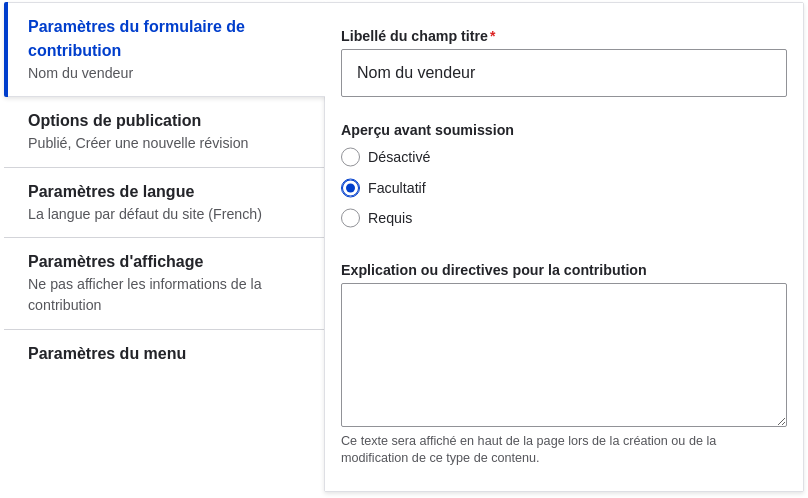 Paramètres du formulaire de
contribution
Nom du vendeur
Options de publication
Publié, Créer une nouvelle révision
Paramètres de langue
La langue par défaut du site (French)
Paramètres d'affichage
Ne pas afficher les informations de la
contribution
Paramètres du menu
Libellé du champ titre*
Nom du vendeur
Aperçu avant soumission
Désactivé
Facultatif
Requis
Explication ou directives pour la contribution
Ce texte sera affiché en haut de la page lors de la création ou de la
modification de ce type de contenu.